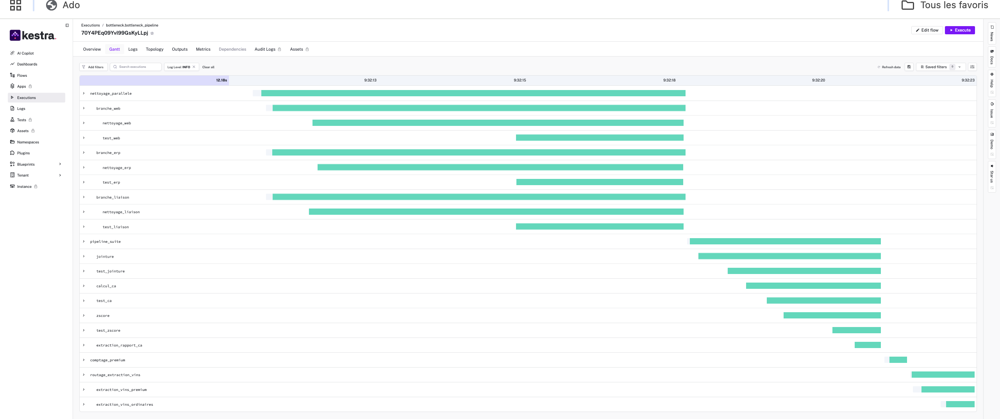 Ado
Tous les favoris
kestra.
AI Copilot
Dashboards
Flows
Apps
Executions
Logs
Tests
Assets
Namespaces
Plugins
Blueprints
Tenant
Instance
Executions / bottleneck.bottleneck_pipeline
Edit flow
Execute
Overview Gantt Logs Topology Outputs Metrics Dependencies Audit Logs Assets
Add filters Search executions Log Level INFO Clear all
Refresh data Saved filters 0
12.18s 9:32:13 9:32:15 9:32:18 9:32:20 9:32:23
nettoyage_parallele
branche_web
nettoyage_web
test_web
branche_erp
nettoyage_erp
test_erp
branche_liaison
nettoyage_liaison
test_liaison
pipeline_suite
jointure
test_jointure
calcul_ca
test_ca
zscore
test_zscore
extraction_rapport_ca
comptage_premium
routage_extraction_vins
extraction_vins_premium
extraction_vins_ordinaires
News
Docs
Help
Issue
Demo
Star us